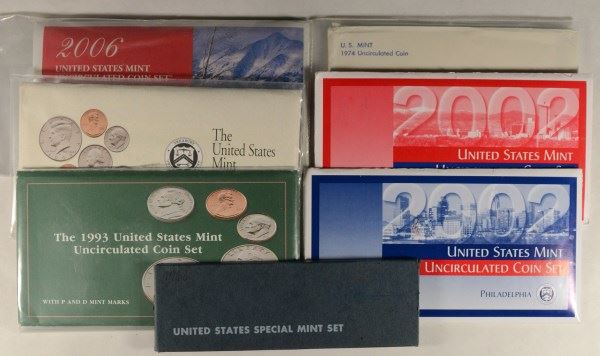 2006
UNITED STATES MINT
UNCIRCULATED COIN SET
U.S. MINT
1974 Uncirculated Coin
The
United States
Mint
2002
UNITED STATES MINT
The 1993 United States Mint
Uncirculated Coin Set
WITH P AND D MINT MARKS
2002
UNITED STATES MINT
UNCIRCULATED COIN SET
PHILADELPHIA
UNITED STATES SPECIAL MINT SET